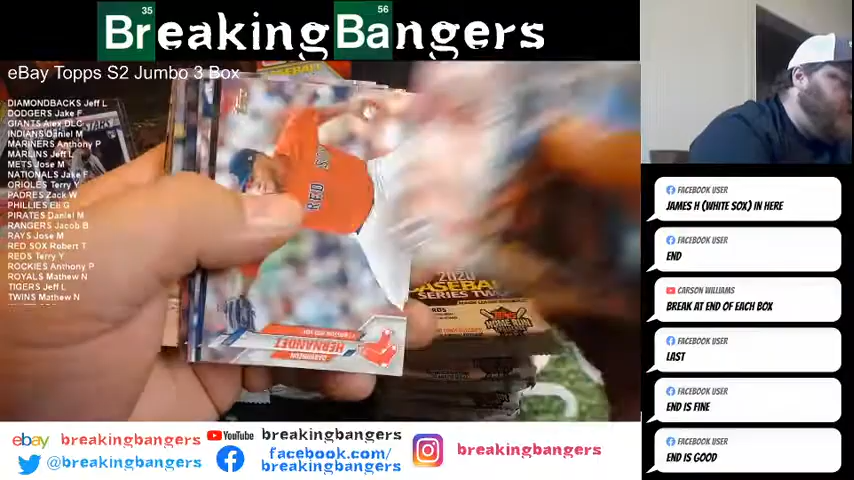 35
56
BreakingBangers
eBay Topps S2 Jumbo 3 Box
DIAMONDBACKS Jeff L
DODGERS Jake F
GIANTS Alex DLC
INDIANS Daniel M
MARINERS Anthony P
MARLINS Jeff L
METS Jose M
NATIONALS Jake F
ORIOLES Terry Y
PADRES Zack W
PHILLIES Eli G
PIRATES Daniel M
RANGERS Jacob B
RAYS Jose M
RED SOX Robert T
REDS Terry Y
ROCKIES Anthony P
ROYALS Mathew N
TIGERS Jeff L
TWINS Mathew N
STARS
RED SOX
DARWINZON
HERNANDEZ
2020
BASEBALL
SERIES TWO
HOME RUN
FACEBOOK USER
JAMES H (WHITE SOX) IN HERE
FACEBOOK USER
END
CARSON WILLIAMS
BREAK AT END OF EACH BOX
FACEBOOK USER
LAST
FACEBOOK USER
END IS FINE
FACEBOOK USER
END IS GOOD
ebay breakingbangers
YouTube breakingbangers
@breakingbangers
facebook.com/
breakingbangers
breakingbangers